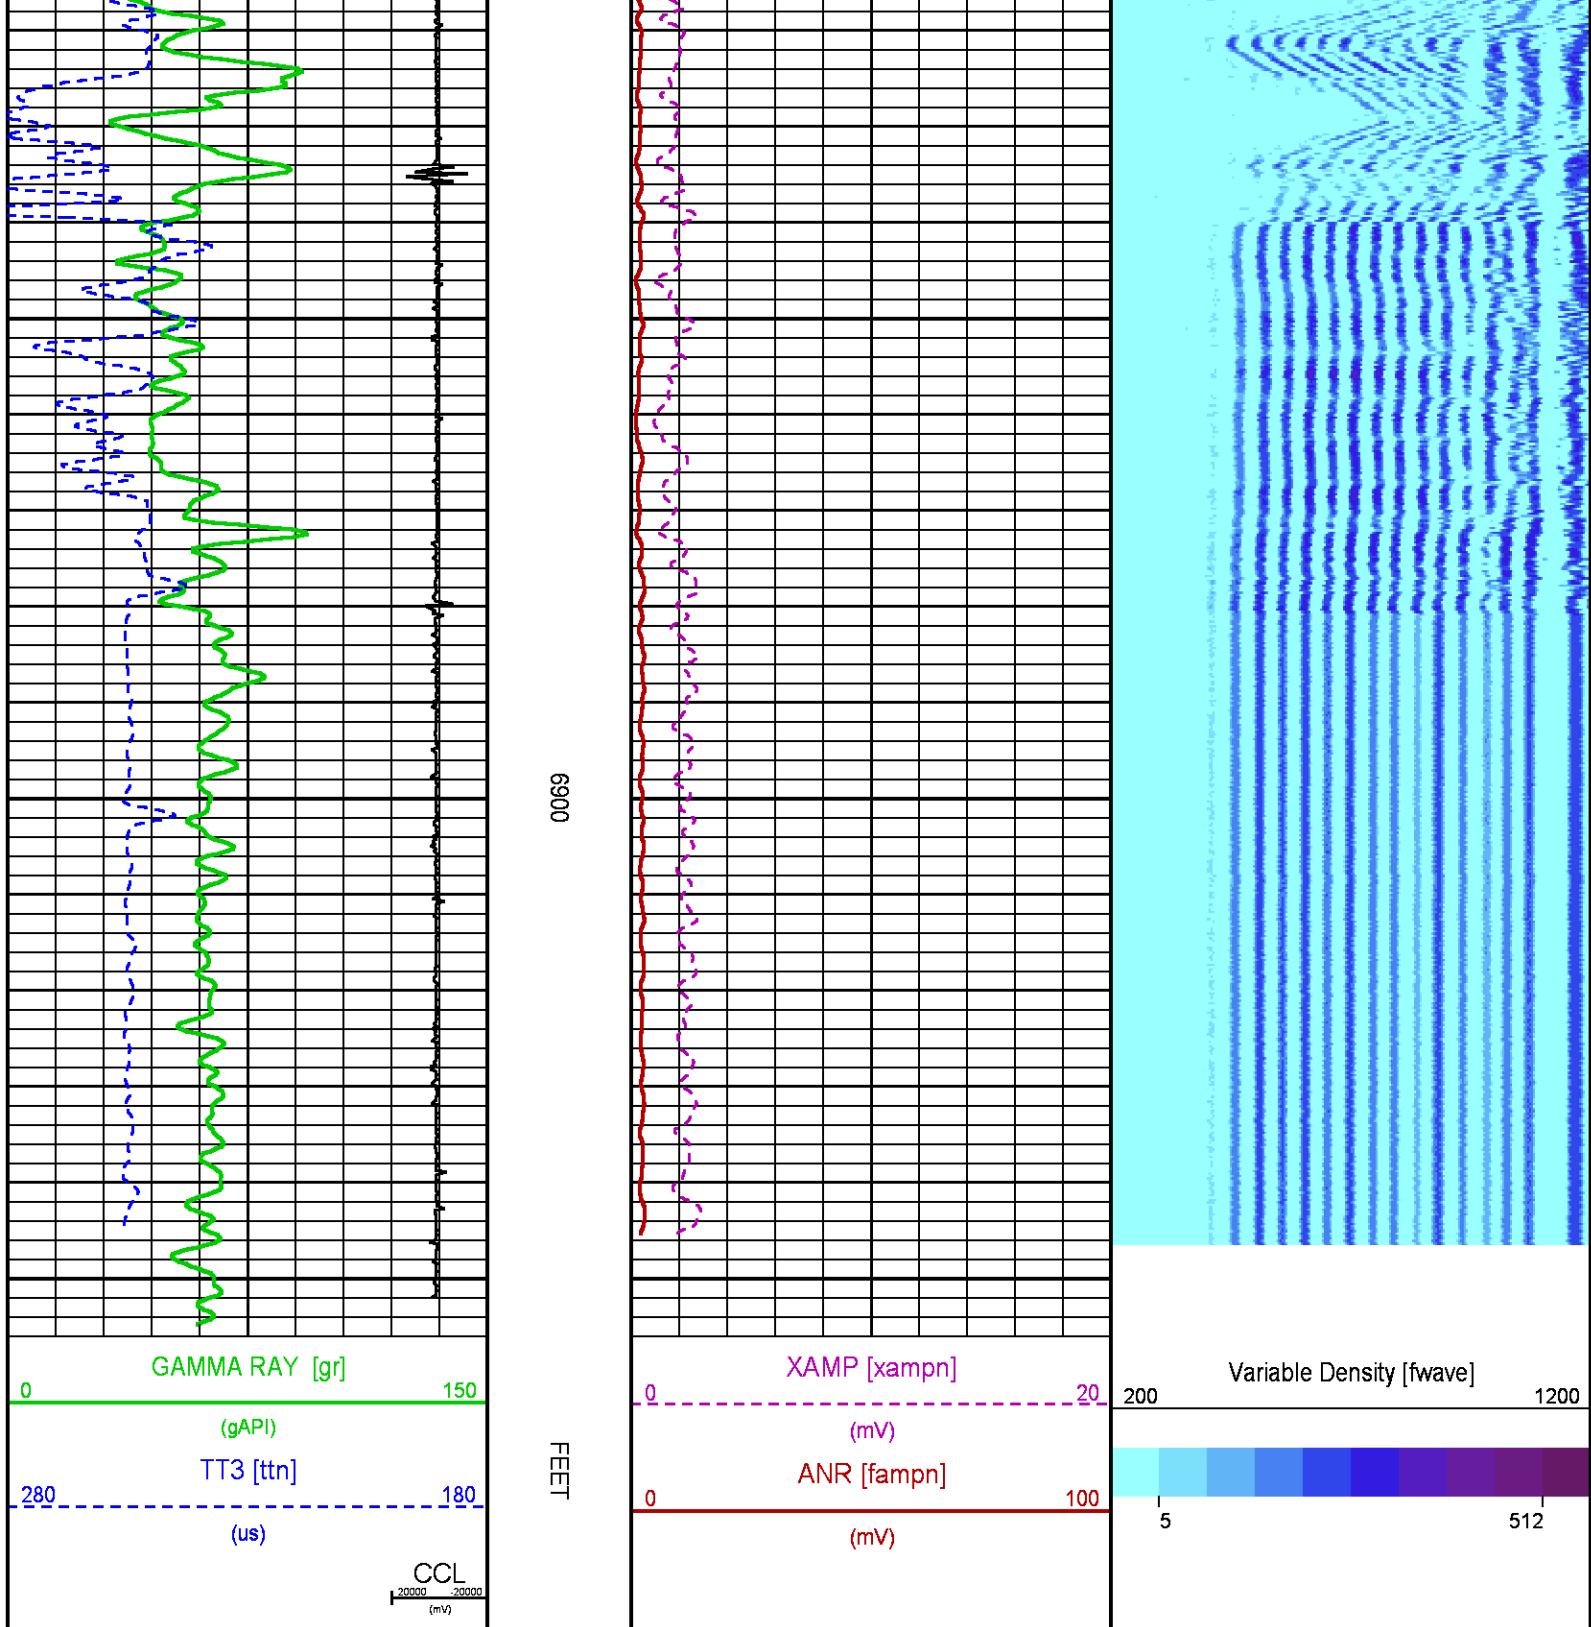 6900
FEET
GAMMA RAY [gr]
0 150
(gAPI)
TT3 [ttn]
280 180
(us)
CCL
20000 -20000
(mV)
XAMP [xampn]
0 20
(mV)
ANR [fampn]
0 100
(mV)
Variable Density [fwave]
200 1200
5 512